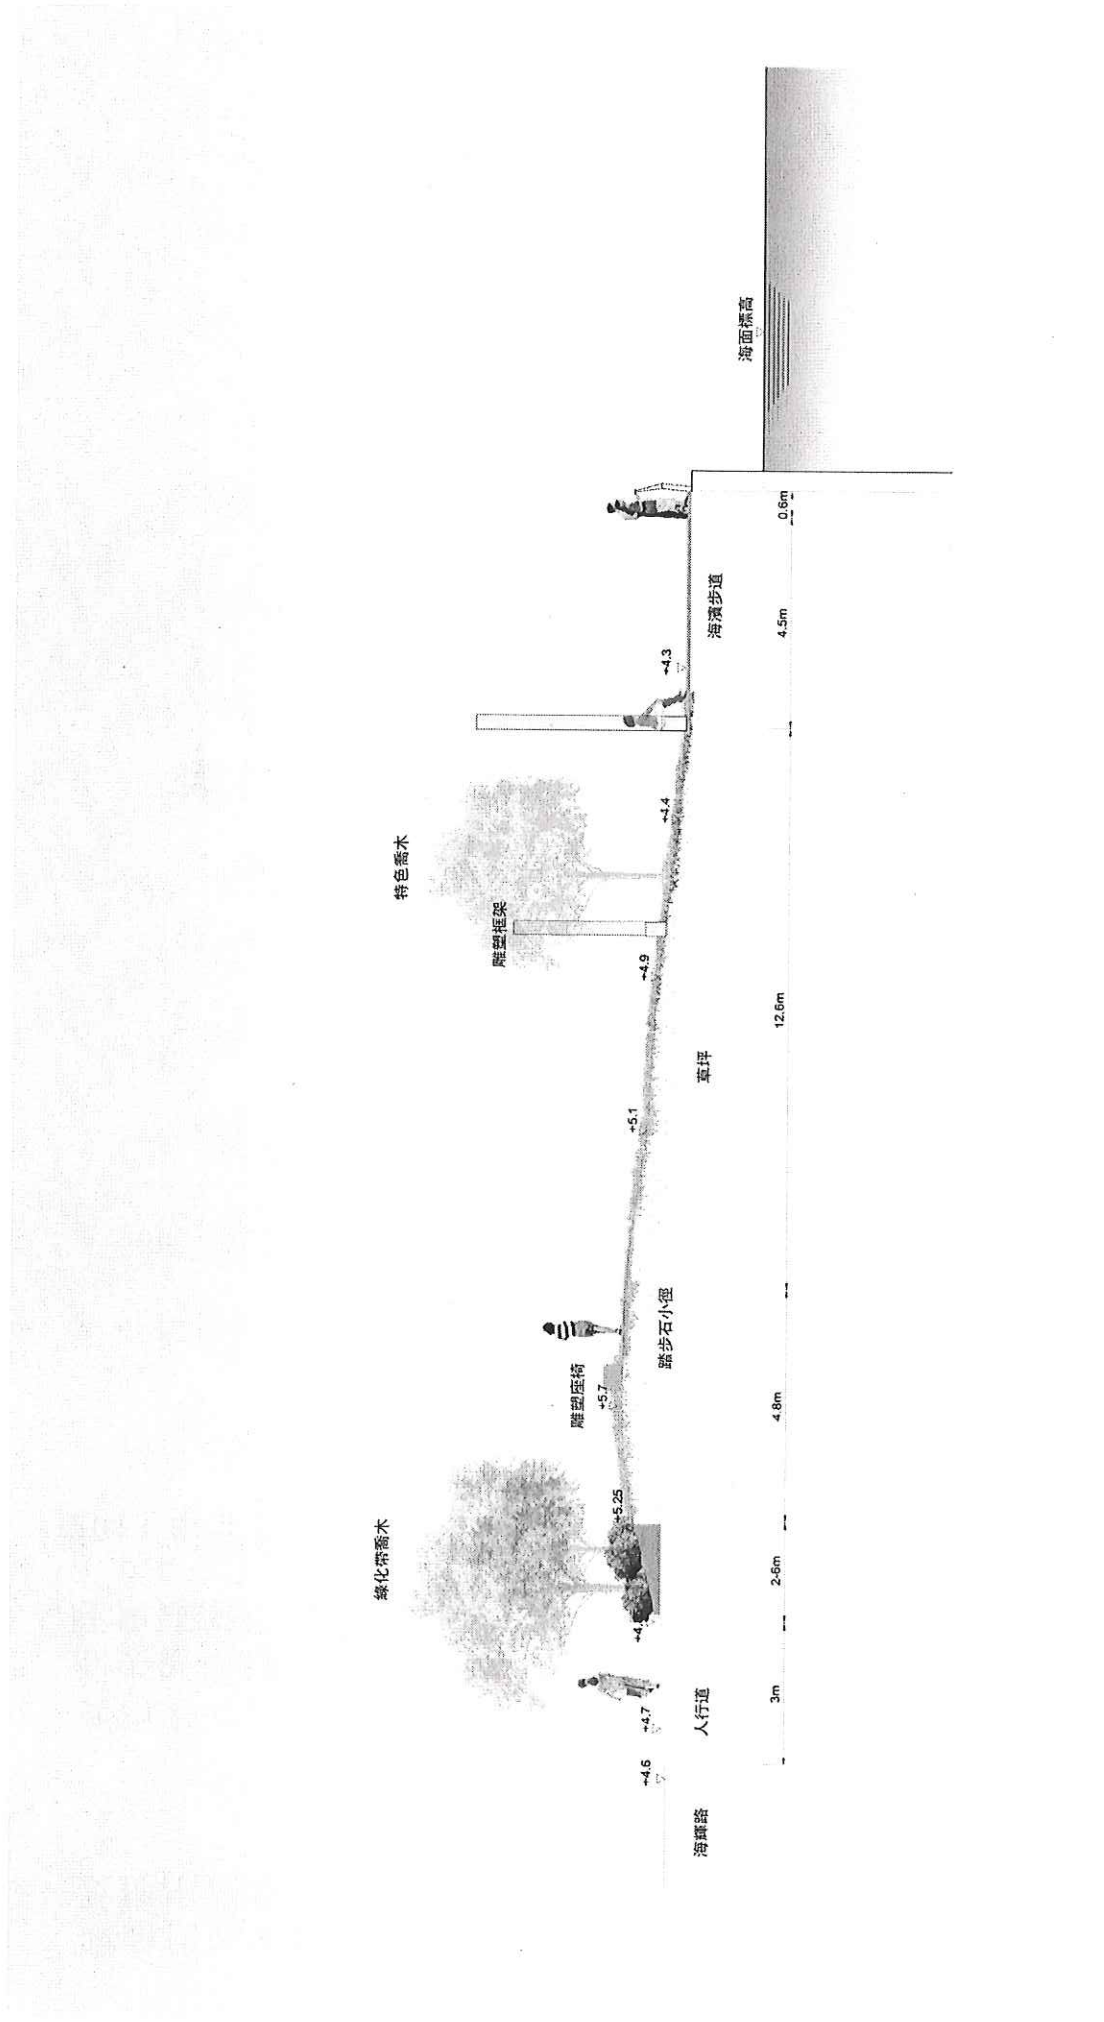 綠化帶喬木
特色喬木
雕塑框架
雕塑座椅
海面標高
+4.6
+4.7
+5.25
+5.7
+5.1
+4.9
+4.4
+4.3
海輝路
人行道
踏步石小徑
草坪
海濱步道
3m
2-6m
4.8m
12.6m
4.5m
0.6m